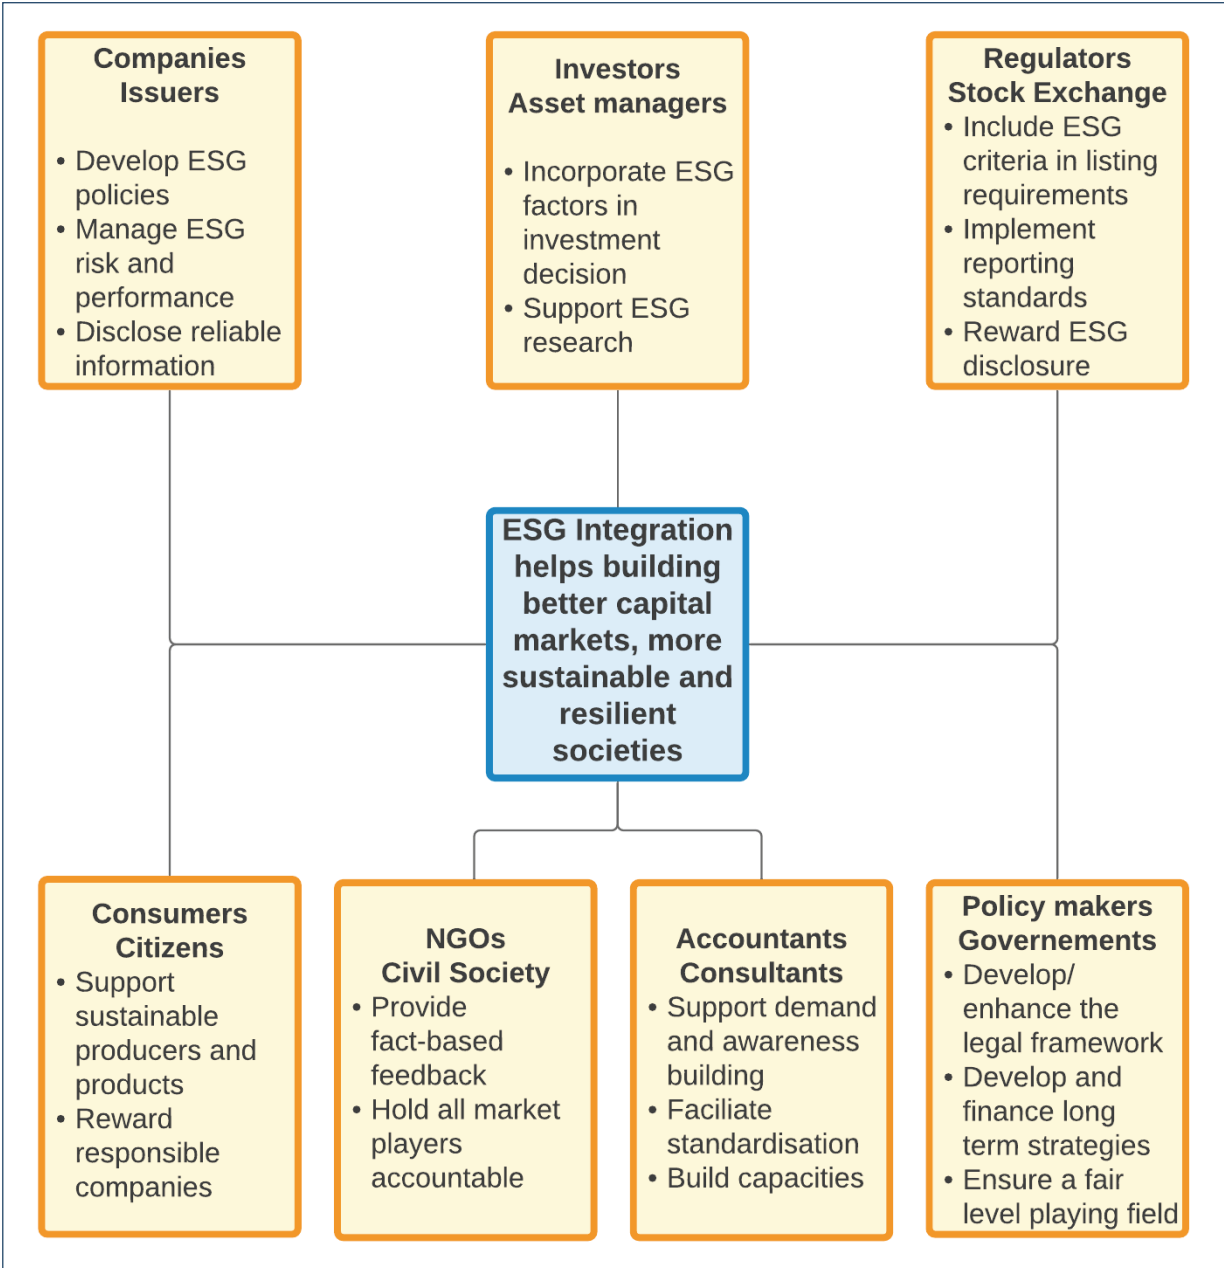 Companies
Issuers
• Develop ESG
policies
• Manage ESG
risk and
performance
• Disclose reliable
information
Investors
Asset managers
• Incorporate ESG
factors in
investment
decision
• Support ESG
research
Regulators
Stock Exchange
• Include ESG
criteria in listing
requirements
• Implement
reporting
standards
• Reward ESG
disclosure
ESG Integration
helps building
better capital
markets, more
sustainable and
resilient
societies
Consumers
Citizens
• Support
sustainable
producers and
products
• Reward
responsible
companies
NGOs
Civil Society
• Provide
fact-based
feedback
• Hold all market
players
accountable
Accountants
Consultants
• Support demand
and awareness
building
• Faciliate
standardisation
• Build capacities
Policy makers
Governements
• Develop/
enhance the
legal framework
• Develop and
finance long
term strategies
• Ensure a fair
level playing field